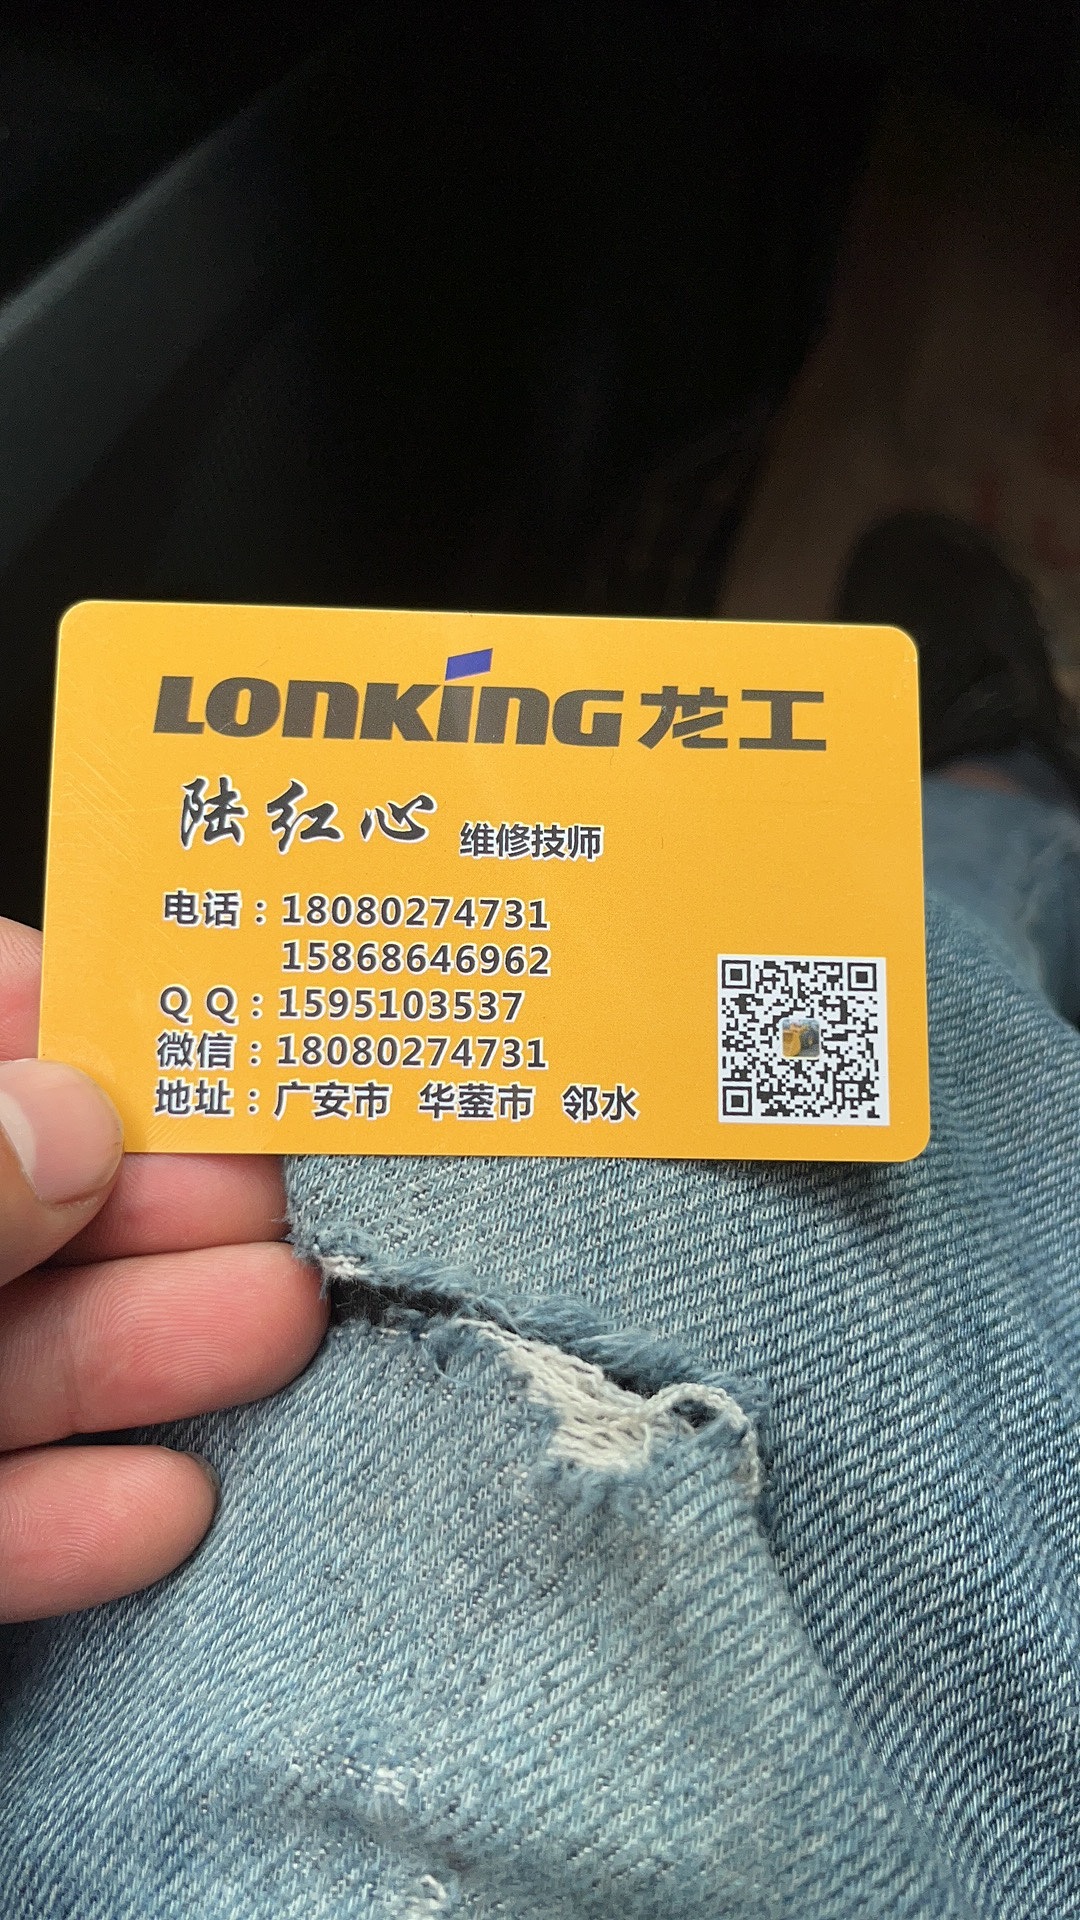 LONKING 龙工
陆红心 维修技师
电话：18080274731
15868646962
Q Q：1595103537
微信：18080274731
地址：广安市 华蓥市 邻水